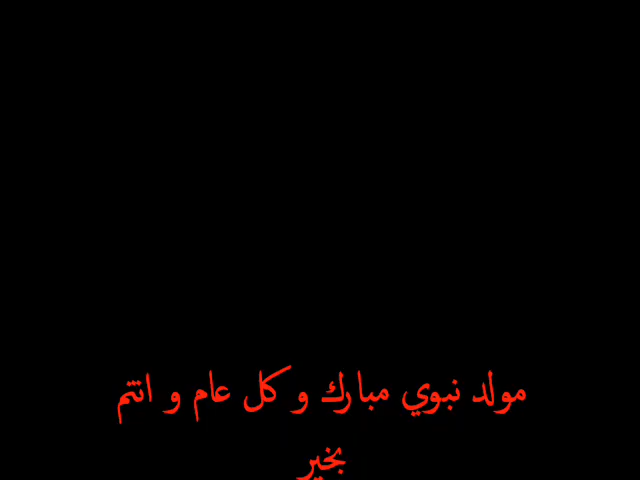 مولد نبوي مبارك و كل عام و انتم
بخير